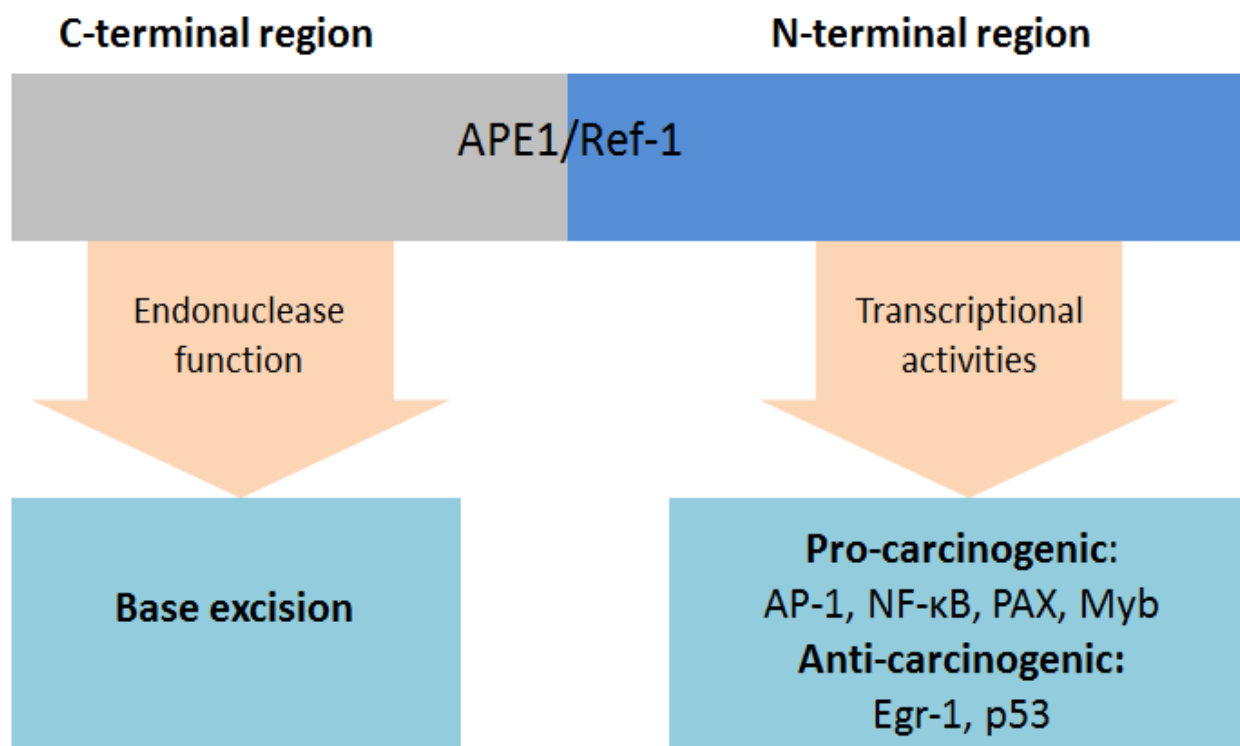 C-terminal region
N-terminal region
APE1/Ref-1
Endonuclease
function
Transcriptional
activities
Base excision
Pro-carcinogenic:
AP-1, NF-κB, PAX, Myb
Anti-carcinogenic:
Egr-1, p53